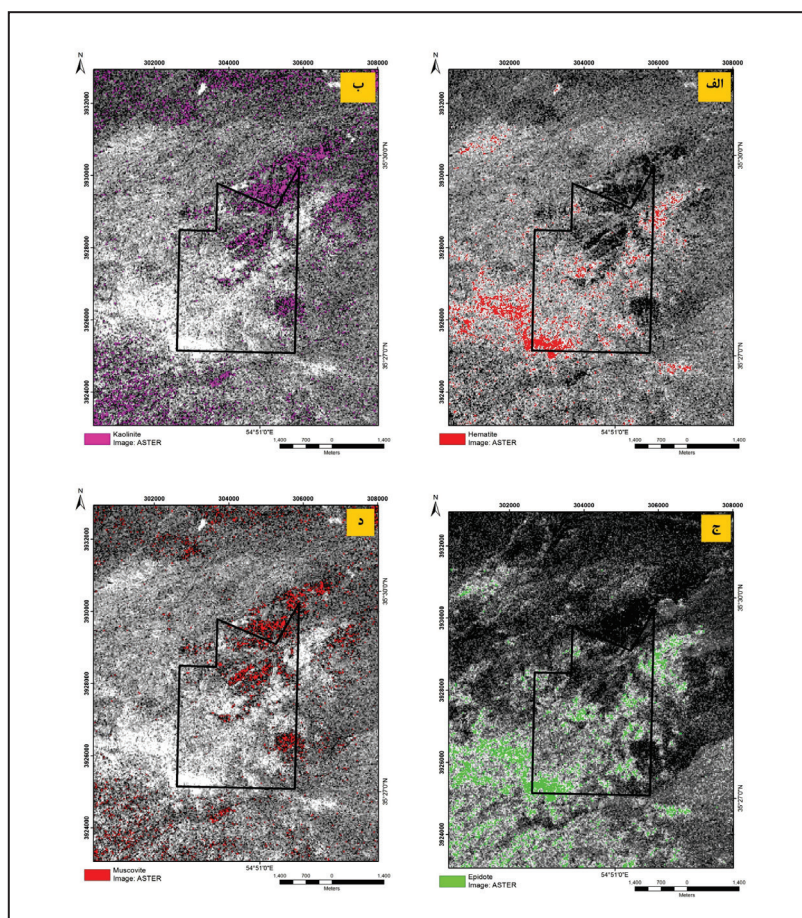 N
302000 304000 306000 308000
ب
3932000
3930000
3928000
3926000
3924000
35°30'0"N
35°27'0"N
54°51'0"E
Kaolinite
Image: ASTER
1,400 700 0 1,400
Meters
N
302000 304000 306000 308000
الف
3932000
3930000
3928000
3926000
3924000
35°30'0"N
35°27'0"N
54°51'0"E
Hematite
Image: ASTER
1,400 700 0 1,400
Meters
N
302000 304000 306000 308000
د
3932000
3930000
3928000
3926000
3924000
35°30'0"N
35°27'0"N
54°51'0"E
Muscovite
Image: ASTER
1,400 700 0 1,400
Meters
N
302000 304000 306000 308000
ج
3932000
3930000
3928000
3926000
3924000
35°30'0"N
35°27'0"N
54°51'0"E
Epidote
Image: ASTER
1,400 700 0 1,400
Meters